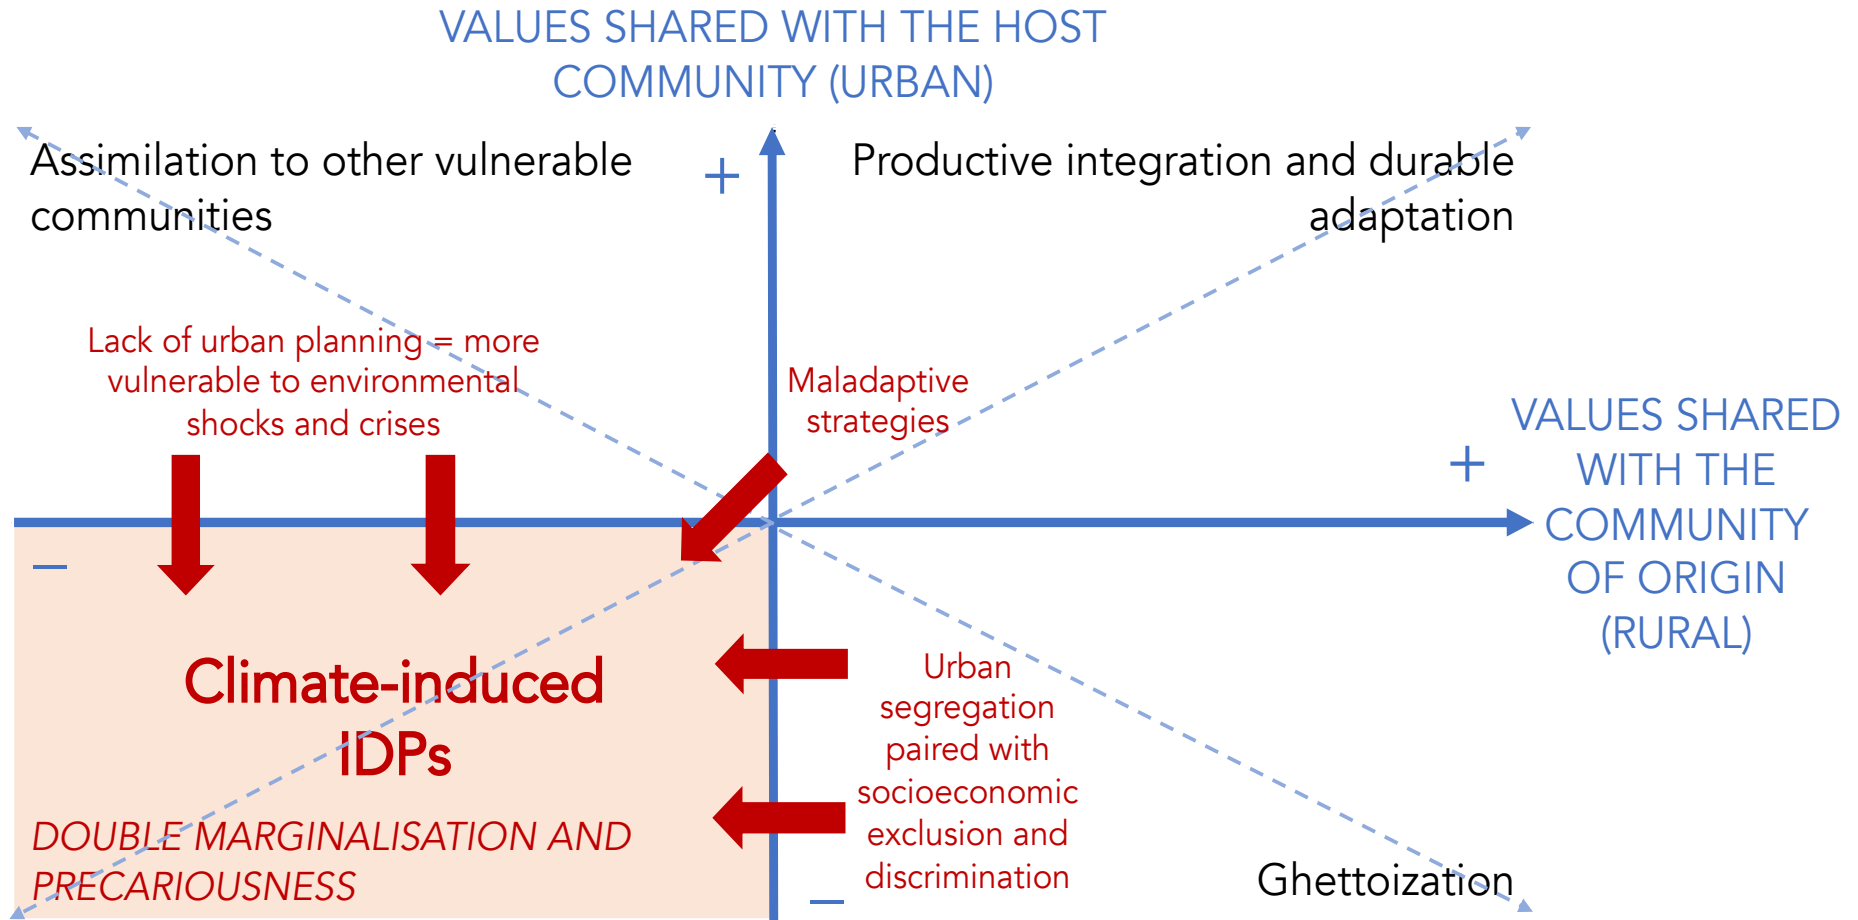 VALUES SHARED WITH THE HOST
COMMUNITY (URBAN)
Assimilation to other vulnerable
communities
+
Productive integration and durable
adaptation
Lack of urban planning = more
vulnerable to environmental
shocks and crises
Maladaptive
strategies
+
VALUES SHARED
WITH THE
COMMUNITY
OF ORIGIN
(RURAL)
–
Climate-induced
IDPs
DOUBLE MARGINALISATION AND
PRECARIOUSNESS
Urban
segregation
paired with
socioeconomic
exclusion and
discrimination
–
Ghettoization